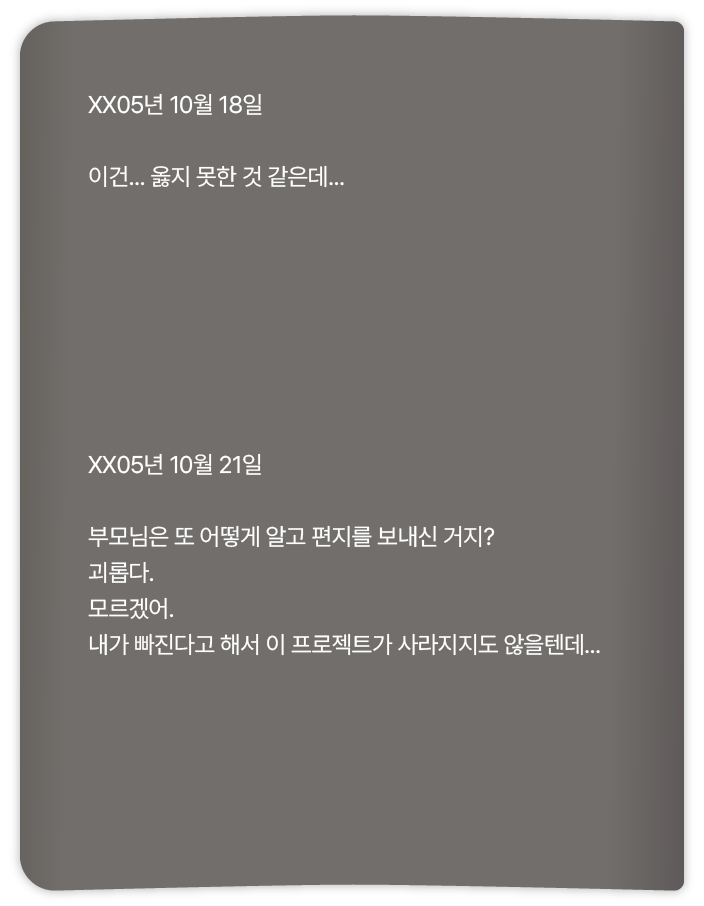 XX05년 10월 18일
이건... 옳지 못한 것 같은데...
XX05년 10월 21일
부모님은 또 어떻게 알고 편지를 보내신 거지?
괴롭다.
모르겠어.
내가 빠진다고 해서 이 프로젝트가 사라지지도 않을텐데...